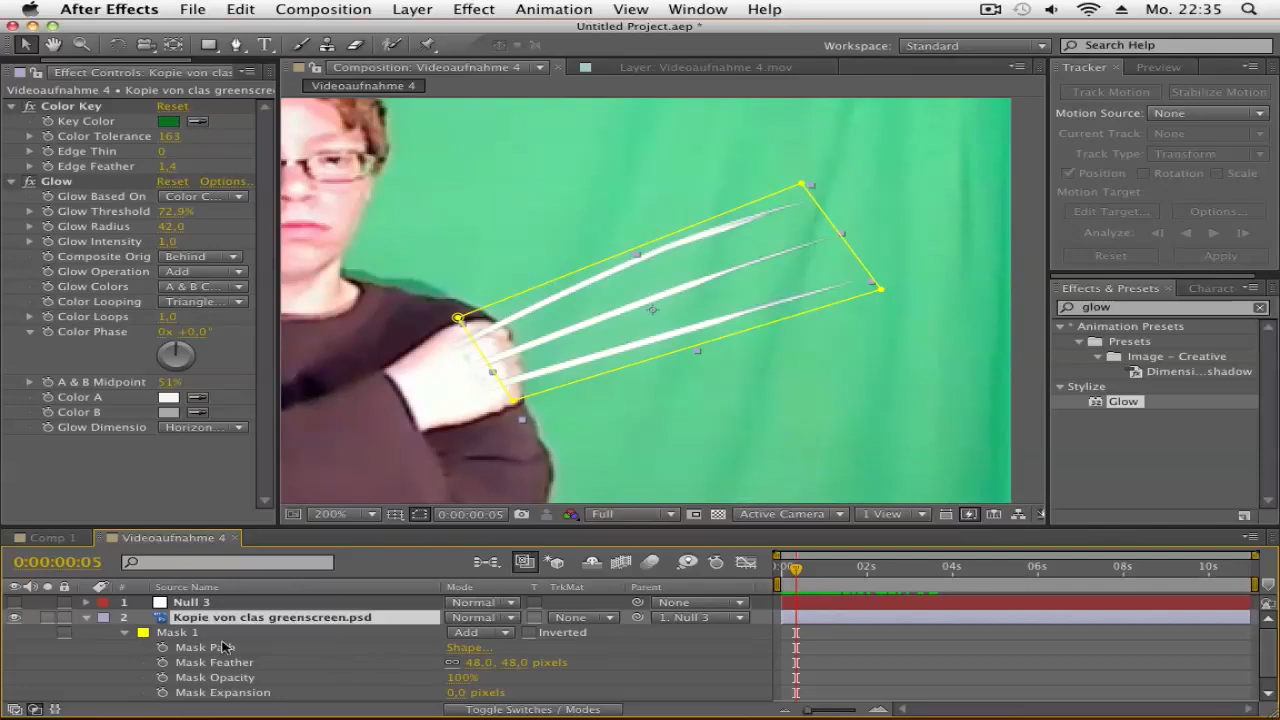 After Effects File Edit Composition Layer Effect Animation View Window Help Mo. 22:35
Untitled Project.aep *
Workspace: Standard Search Help
Effect Controls: Kopie von clas
Composition: Videoaufnahme 4 Layer: Videoaufnahme 4.mov
Tracker × Preview
Videoaufnahme 4 • Kopie von clas greenscree
Videoaufnahme 4
Color Key Reset
Key Color
Color Tolerance 163
Edge Thin 0
Edge Feather 1,4
Glow Reset Options..
Glow Based On Color C...
Glow Threshold 72,9%
Glow Radius 42,0
Glow Intensity 1,0
Composite Orig Behind
Glow Operation Add
Glow Colors A & B C...
Color Looping Triangle...
Color Loops 1,0
Color Phase 0x +0,0°
A & B Midpoint 51%
Color A
Color B
Glow Dimensio Horizon...
Track Motion Stabilize Motion
Motion Source: None
Current Track: None
Track Type: Transform
Position Rotation Scale
Motion Target:
Edit Target... Options...
Analyze:
Reset Apply
Effects & Presets × Charact
glow
* Animation Presets
Presets
Image - Creative
Dimensi...shadow
Stylize
Glow
200% 0:00:00:05 Full Active Camera 1 View
Comp 1 Videoaufnahme 4 ×
0:00:00:05
# Source Name Mode T TrkMat Parent
02s 04s 06s 08s 10s
1 Null 3 Normal None
2 Kopie von clas greenscreen.psd Normal None 1. Null 3
Mask 1 Add Inverted
Mask Path Shape...
Mask Feather 48,0, 48,0 pixels
Mask Opacity 100%
Mask Expansion 0,0 pixels
Toggle Switches / Modes